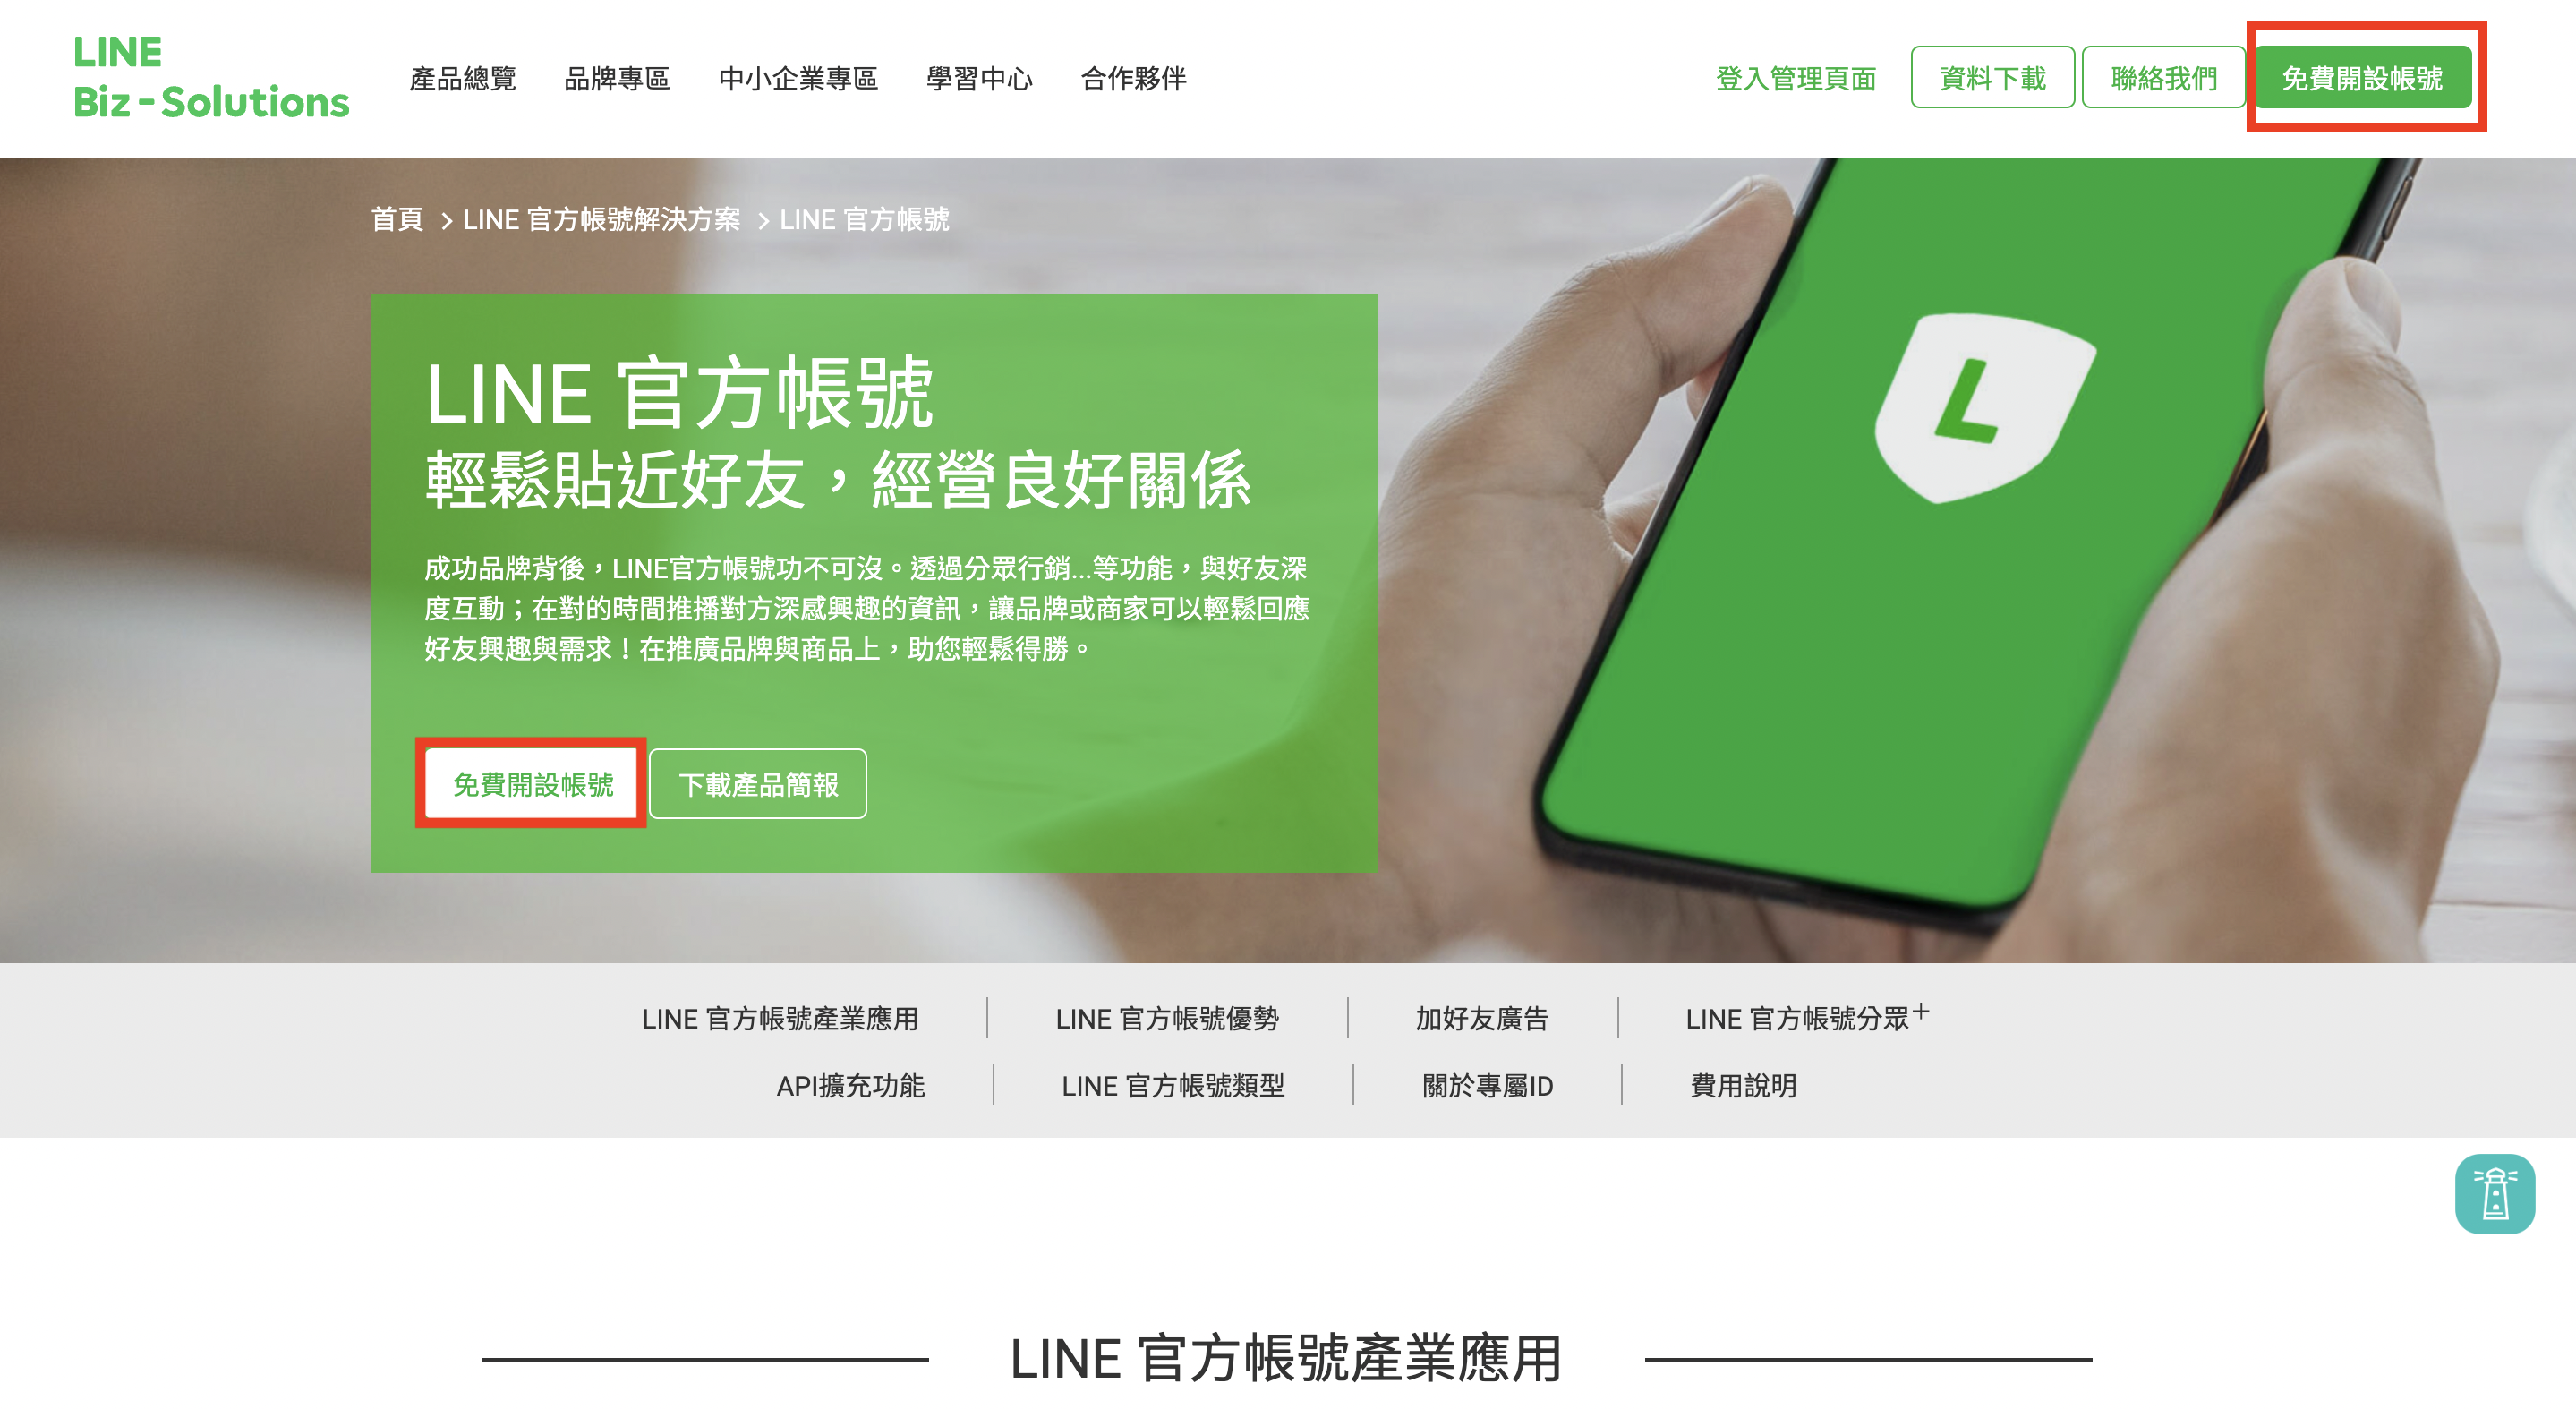 LINE
Biz-Solutions
產品總覽 品牌專區 中小企業專區 學習中心 合作夥伴
登入管理頁面 資料下載 聯絡我們 免費開設帳號
首頁 > LINE 官方帳號解決方案 > LINE 官方帳號
LINE 官方帳號
輕鬆貼近好友，經營良好關係
成功品牌背後，LINE官方帳號功不可沒。透過分眾行銷...等功能，與好友深
度互動；在對的時間推播對方深感興趣的資訊，讓品牌或商家可以輕鬆回應
好友興趣與需求！在推廣品牌與商品上，助您輕鬆得勝。
免費開設帳號 下載產品簡報
L
LINE 官方帳號產業應用 LINE 官方帳號優勢 加好友廣告 LINE 官方帳號分眾+
API擴充功能 LINE 官方帳號類型 關於專屬ID 費用說明
LINE 官方帳號產業應用